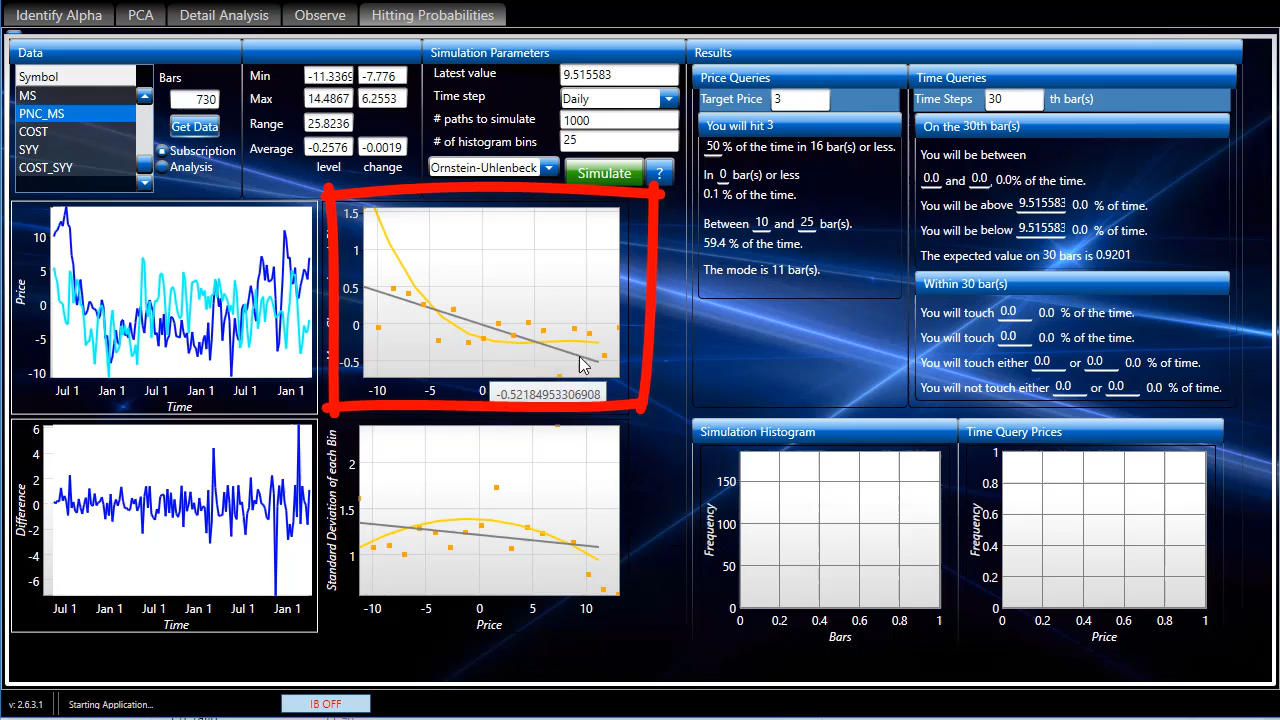 Identify Alpha PCA Detail Analysis Observe Hitting Probabilities
Data
Symbol
MS
PNC_MS
COST
SYY
COST_SYY
Bars
730
Get Data
Subscription
Analysis
Min -11.3369 -7.776
Max 14.4867 6.2553
Range 25.8236
Average -0.2576 -0.0019
level change
Simulation Parameters
Latest value 9.515583
Time step Daily
# paths to simulate 1000
# of histogram bins 25
Ornstein-Uhlenbeck Simulate ?
Results
Price Queries
Target Price 3
You will hit 3
50 % of the time in 16 bar(s) or less.
In 0 bar(s) or less
0.1 % of the time.
Between 10 and 25 bar(s).
59.4 % of the time.
The mode is 11 bar(s).
Time Queries
Time Steps 30 th bar(s)
On the 30th bar(s)
You will be between
0.0 and 0.0, 0.0% of the time.
You will be above 9.515583 0.0 % of time.
You will be below 9.515583 0.0 % of time.
The expected value on 30 bars is 0.9201
Within 30 bar(s)
You will touch 0.0 0.0 % of the time.
You will touch 0.0 0.0 % of the time.
You will touch either 0.0 or 0.0 0.0 % of time.
You will not touch either 0.0 or 0.0 0.0 % of time.
Price
10
5
0
-5
-10
Jul 1 Jan 1 Jul 1 Jan 1
Time
1.5
1
0.5
0
-0.5
-10 -5 0
-0.52184953306908
Difference
6
4
2
0
-2
-4
-6
Jul 1 Jan 1 Jul 1 Jan 1
Time
Standard Deviation of each Bin
2
1.5
1
-10 -5 0 5 10
Price
Simulation Histogram
Frequency
150
100
50
0
0 0.2 0.4 0.6 0.8 1
Bars
Time Query Prices
Frequency
1
0.8
0.6
0.4
0.2
0
0 0.2 0.4 0.6 0.8 1
Price
v: 2.6.3.1 Starting Application... IB OFF